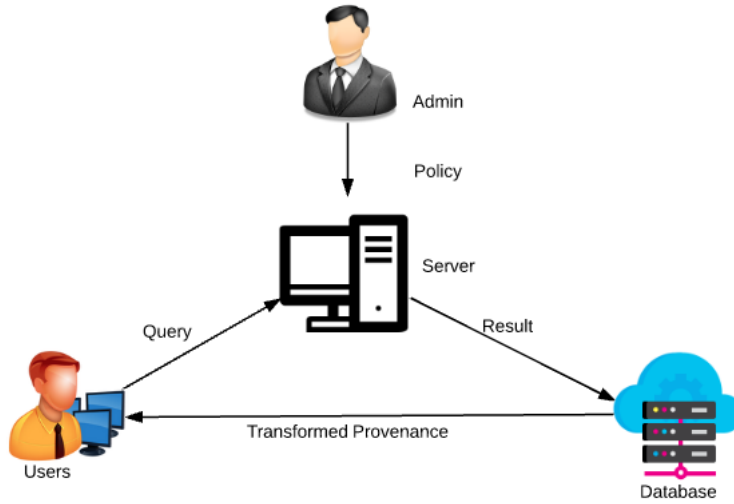 Admin
Policy
Server
Query
Result
Transformed Provenance
Users
Database